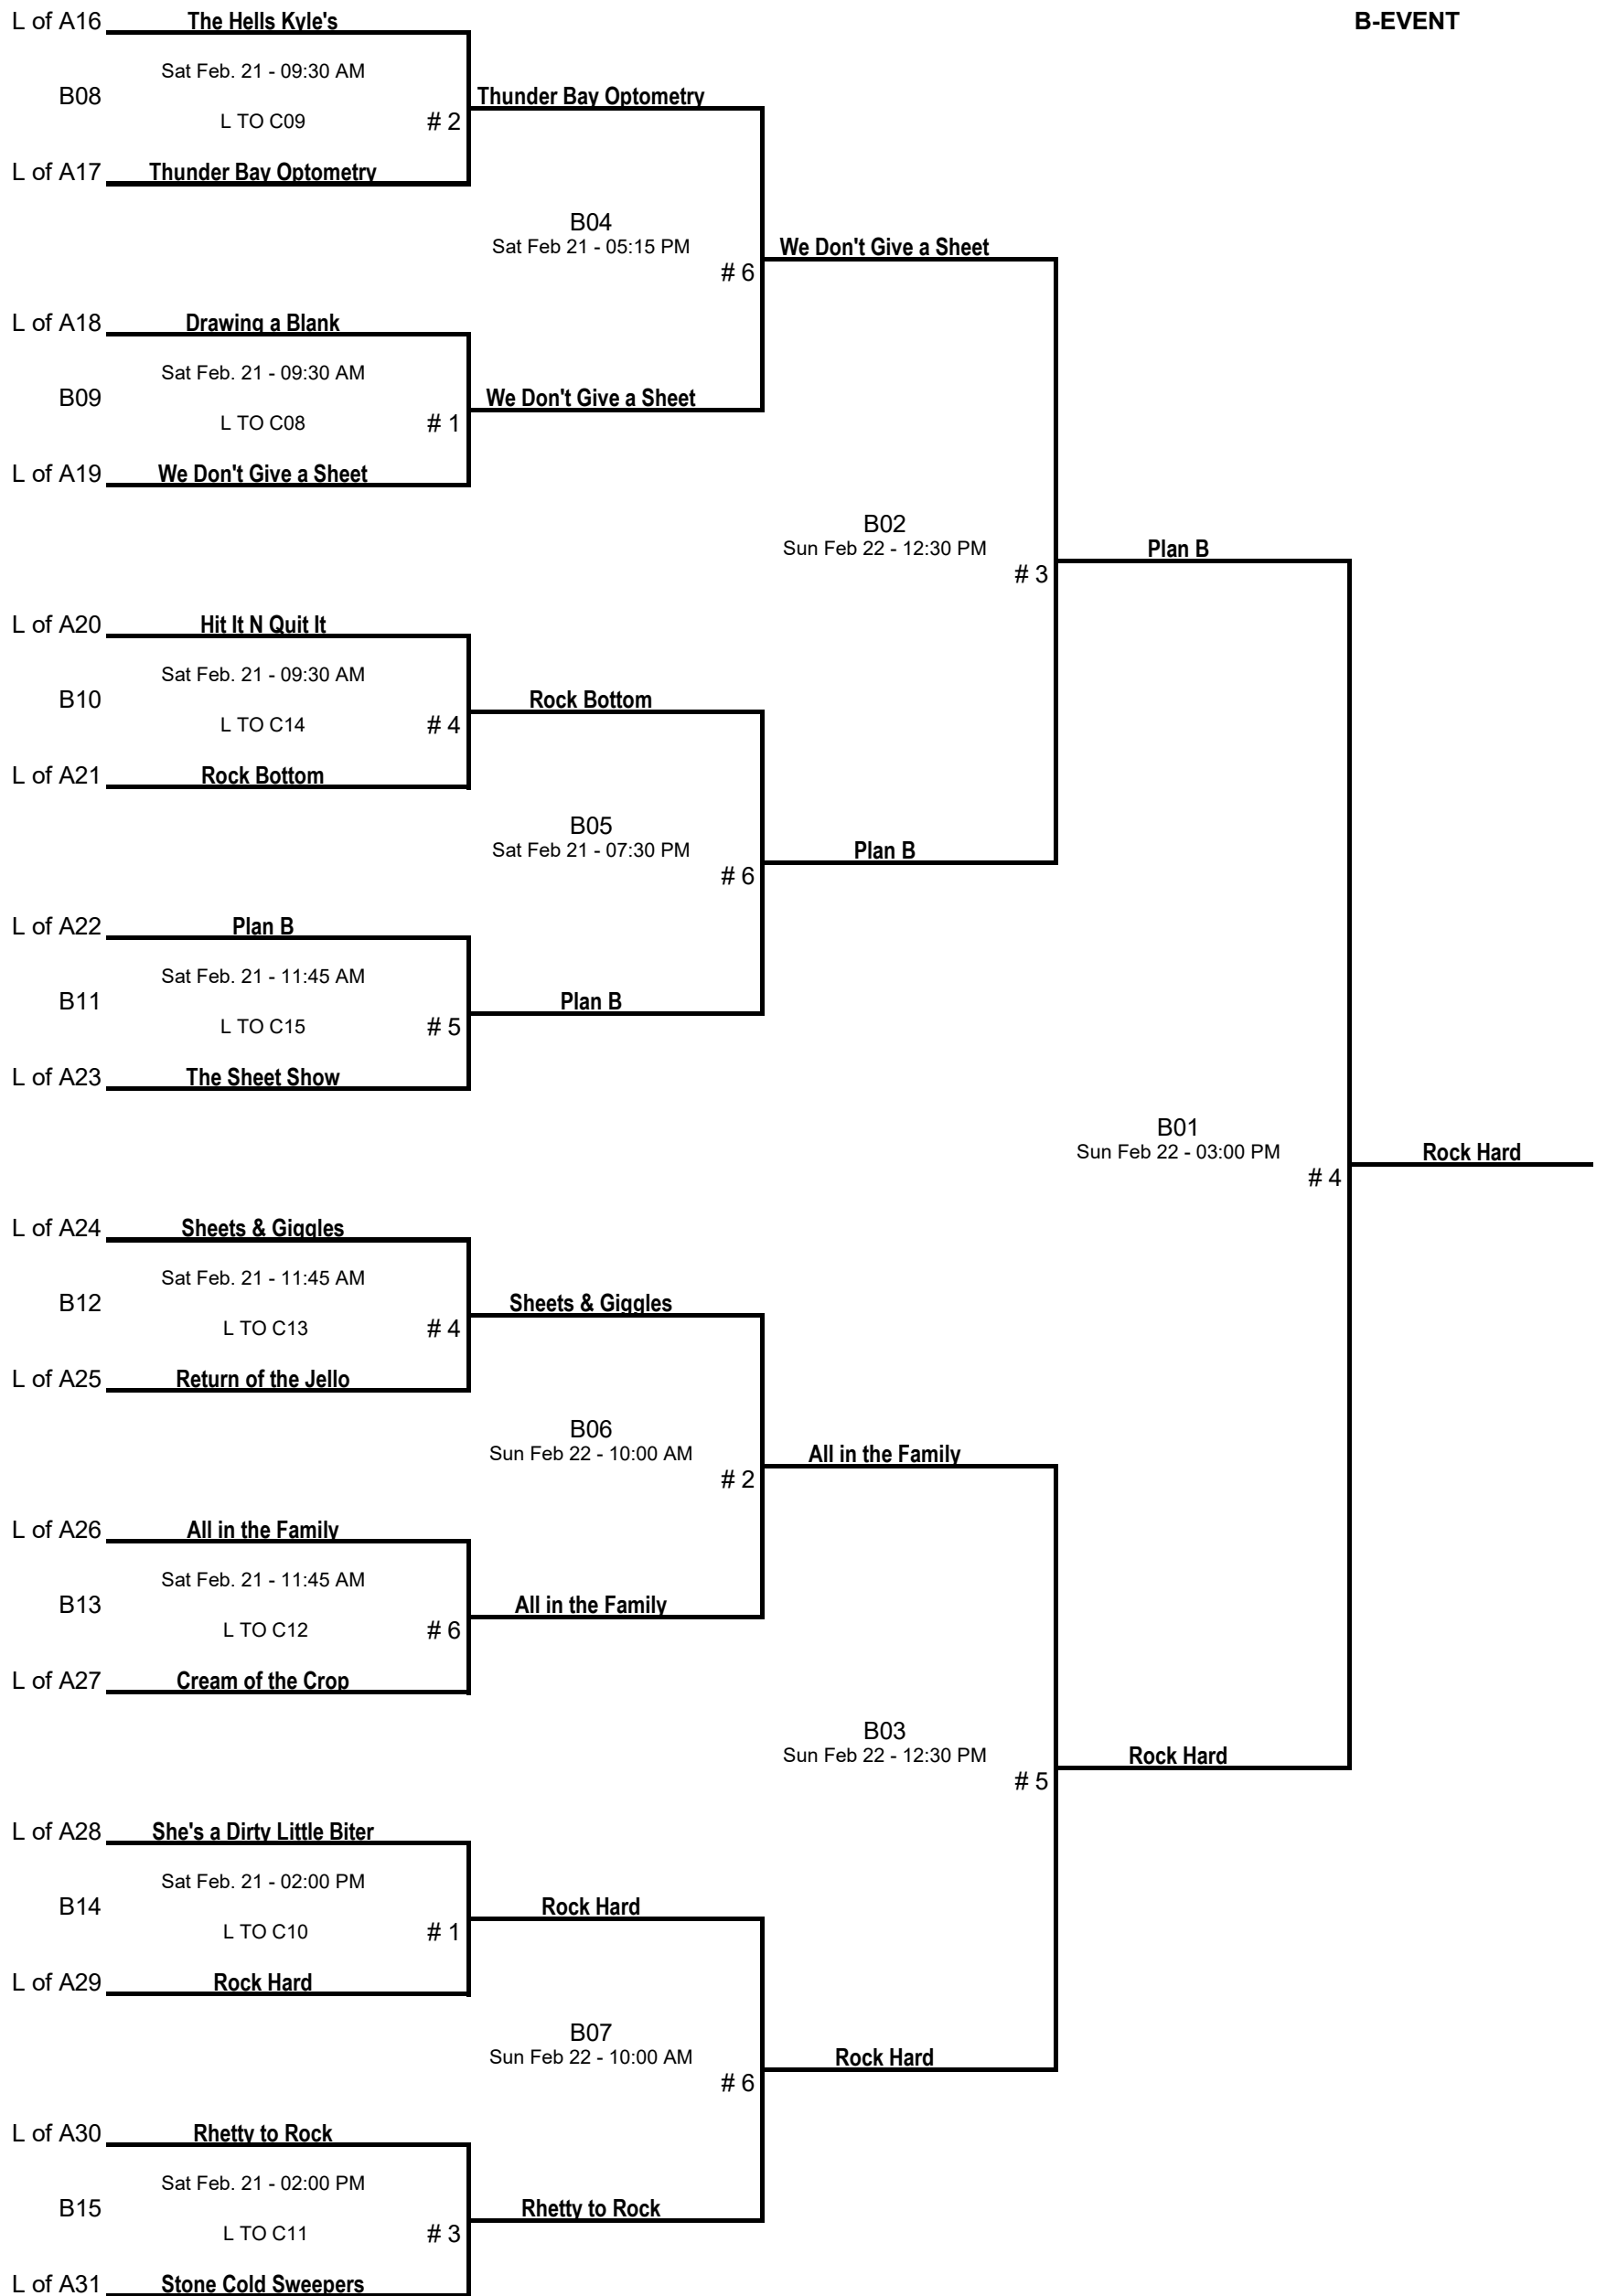 L of A16 The Hells Kyle's B-EVENT
Sat Feb. 21 - 09:30 AM
B08 Thunder Bay Optometry
L TO C09 # 2
L of A17 Thunder Bay Optometry
B04
Sat Feb 21 - 05:15 PM We Don't Give a Sheet
# 6
L of A18 Drawing a Blank
Sat Feb. 21 - 09:30 AM
B09 We Don't Give a Sheet
L TO C08 # 1
L of A19 We Don't Give a Sheet
B02
Sun Feb 22 - 12:30 PM Plan B
# 3
L of A20 Hit It N Quit It
Sat Feb. 21 - 09:30 AM
B10 Rock Bottom
L TO C14 # 4
L of A21 Rock Bottom
B05
Sat Feb 21 - 07:30 PM Plan B
# 6
L of A22 Plan B
Sat Feb. 21 - 11:45 AM
B11 Plan B
L TO C15 # 5
L of A23 The Sheet Show
B01
Sun Feb 22 - 03:00 PM Rock Hard
# 4
L of A24 Sheets & Giggles
Sat Feb. 21 - 11:45 AM
B12 Sheets & Giggles
L TO C13 # 4
L of A25 Return of the Jello
B06
Sun Feb 22 - 10:00 AM All in the Family
# 2
L of A26 All in the Family
Sat Feb. 21 - 11:45 AM
B13 All in the Family
L TO C12 # 6
L of A27 Cream of the Crop
B03
Sun Feb 22 - 12:30 PM Rock Hard
# 5
L of A28 She's a Dirty Little Biter
Sat Feb. 21 - 02:00 PM
B14 Rock Hard
L TO C10 # 1
L of A29 Rock Hard
B07
Sun Feb 22 - 10:00 AM Rock Hard
# 6
L of A30 Rhetty to Rock
Sat Feb. 21 - 02:00 PM
B15 Rhetty to Rock
L TO C11 # 3
L of A31 Stone Cold Sweepers